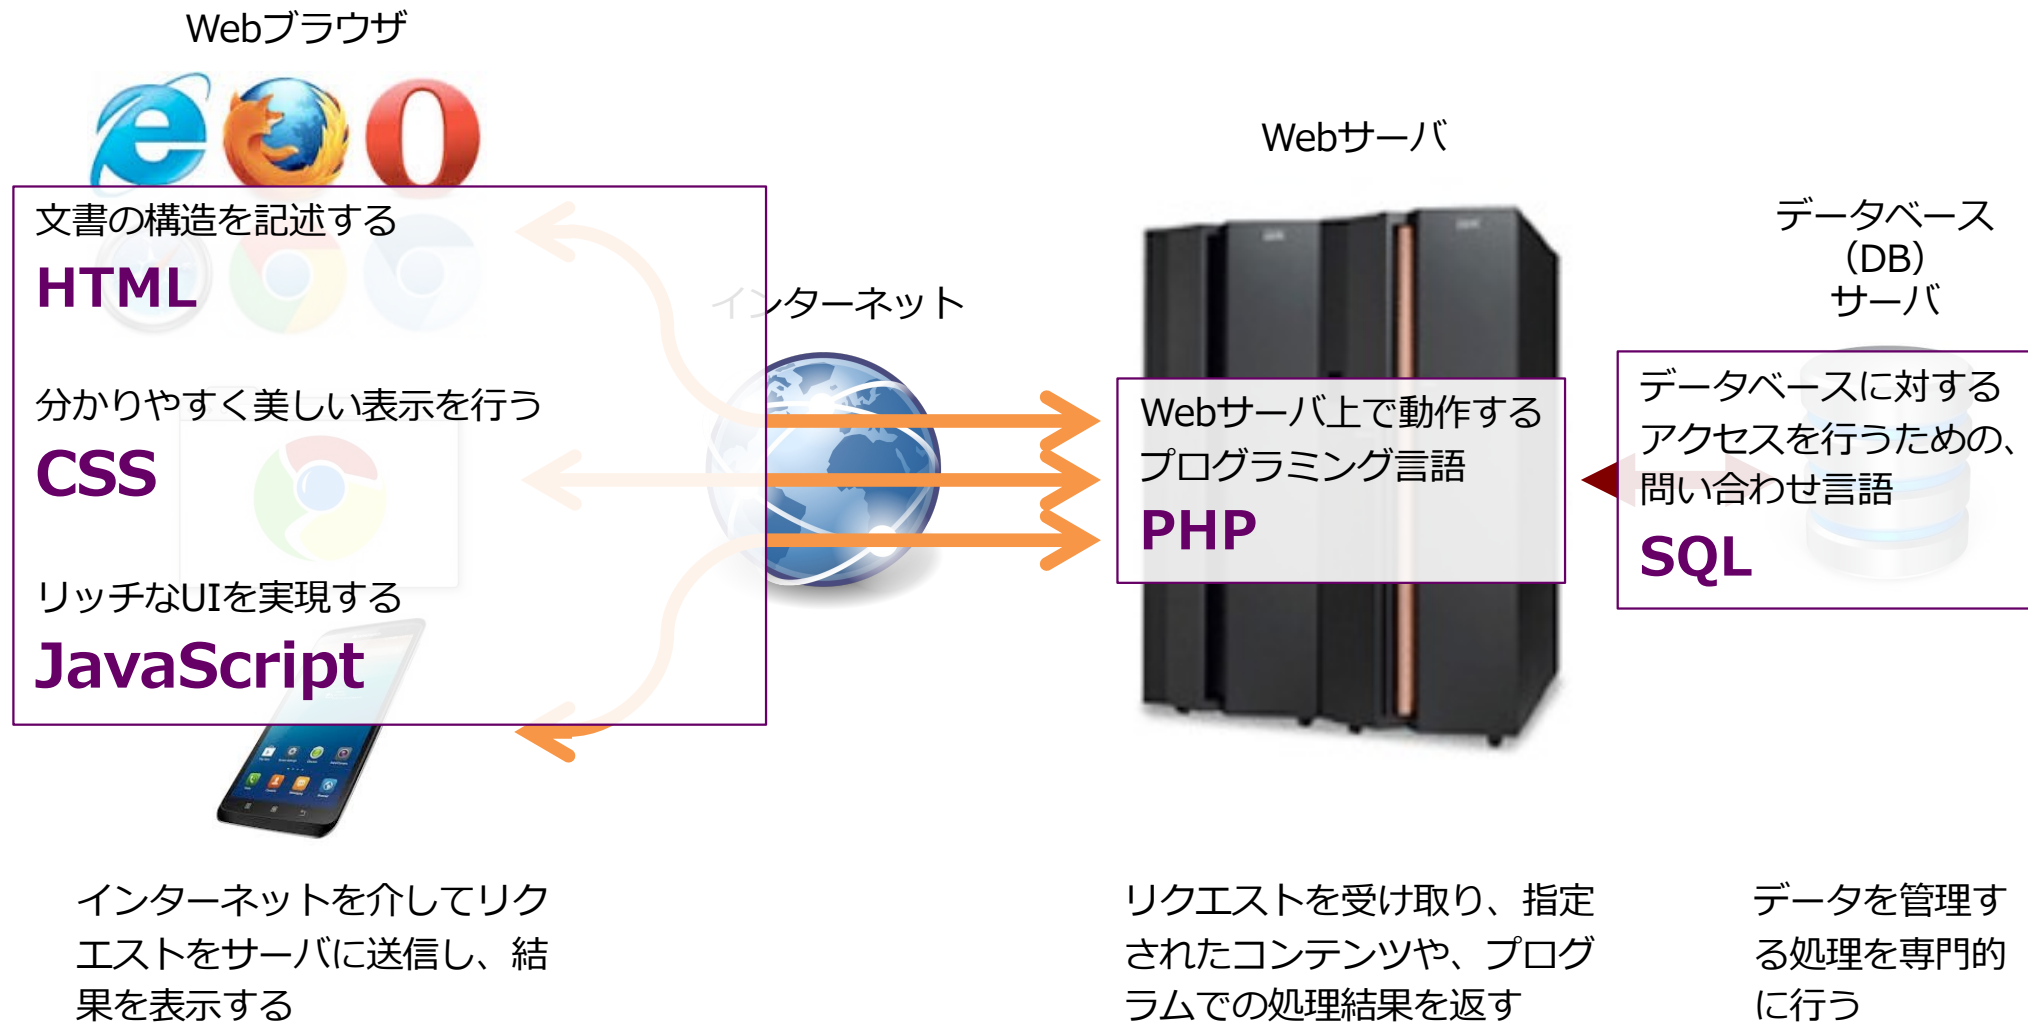 Webブラウザ
文書の構造を記述する
HTML
分かりやすく美しい表示を行う
CSS
リッチなUIを実現する
JavaScript
インターネットを介してリク
エストをサーバに送信し、結
果を表示する
インターネット
Webサーバ
Webサーバ上で動作する
プログラミング言語
PHP
リクエストを受け取り、指定
されたコンテンツや、プログ
ラムでの処理結果を返す
データベース
（DB）
サーバ
データベースに対する
アクセスを行うための、
問い合わせ言語
SQL
データを管理す
る処理を専門的
に行う